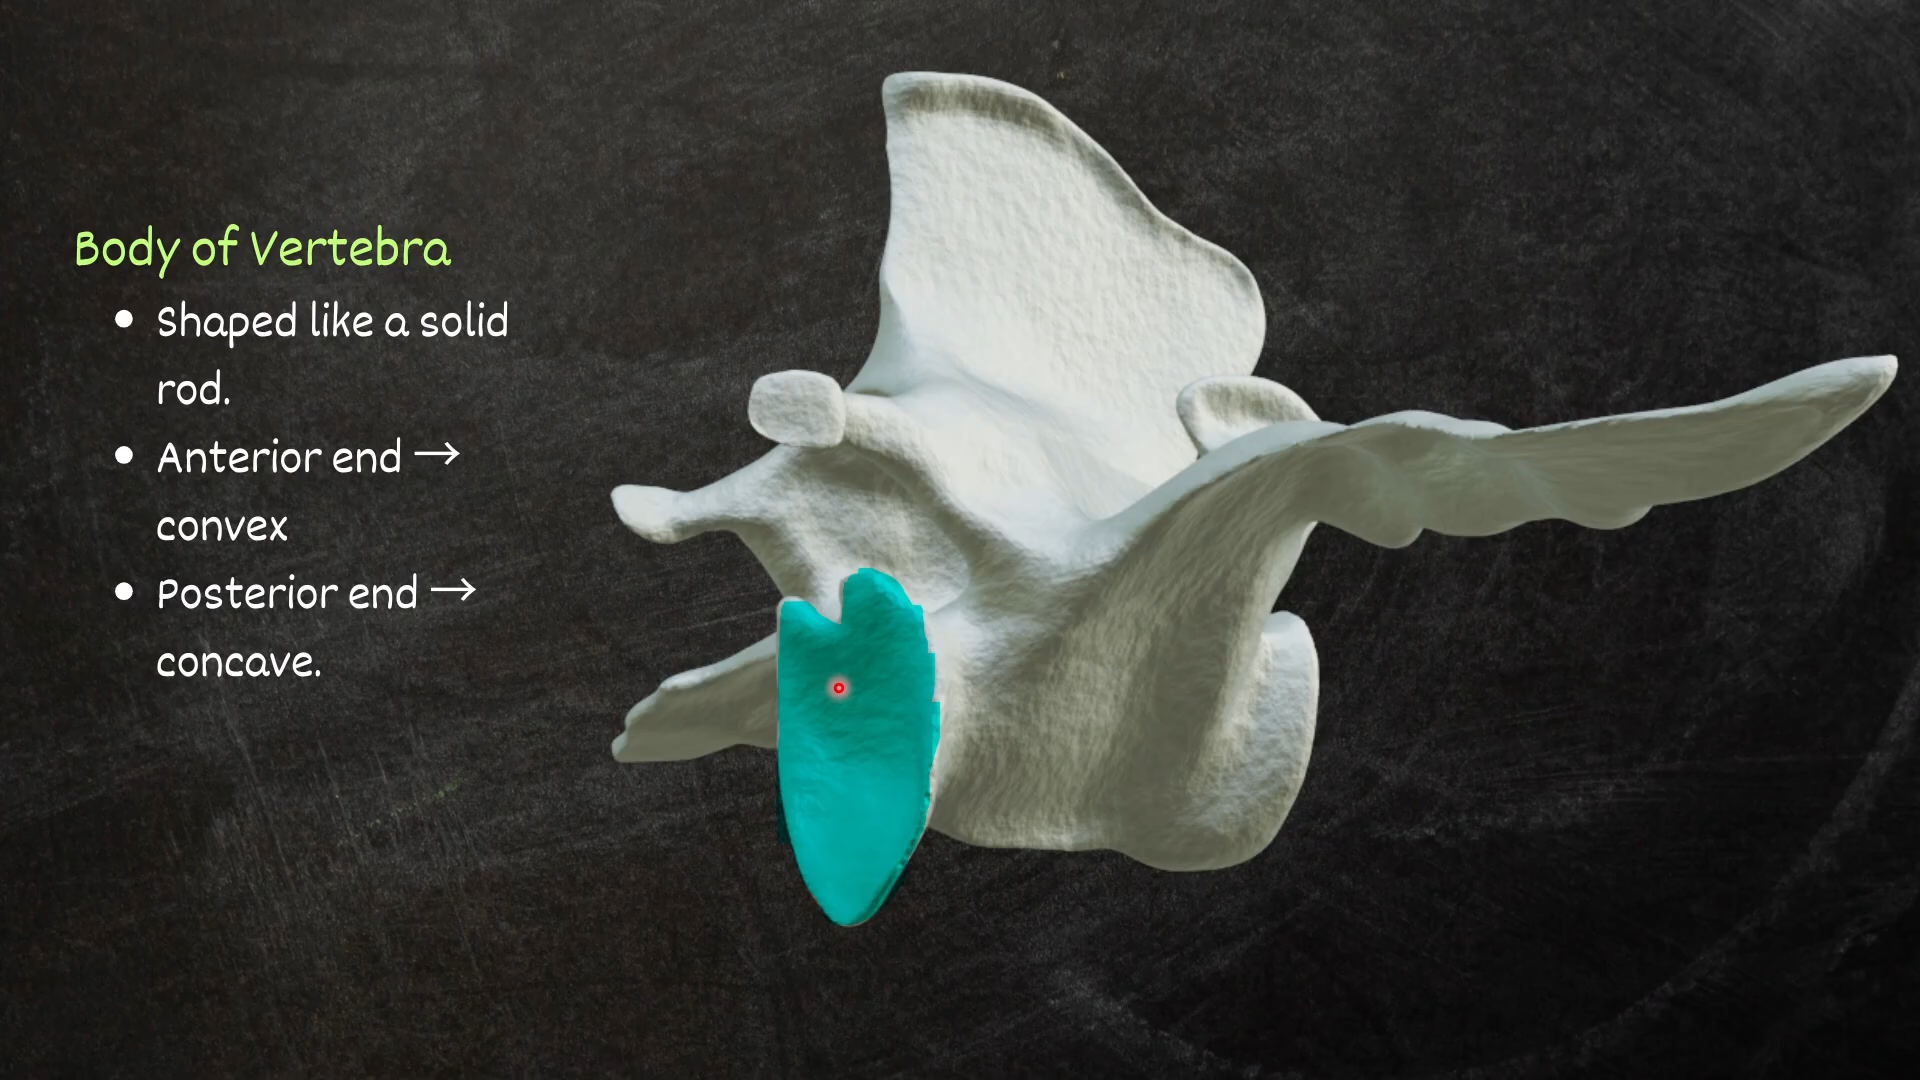 Body of Vertebra
• Shaped like a solid
rod.
• Anterior end →
convex
• Posterior end →
concave.